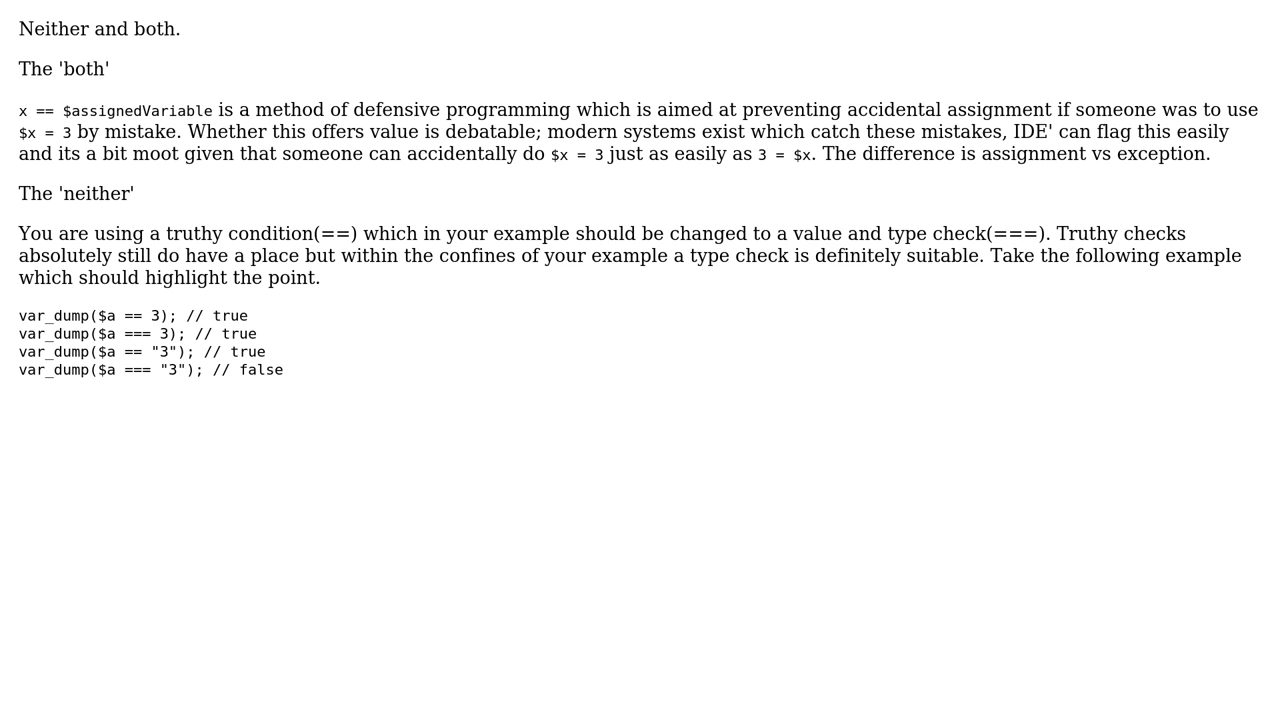 Neither and both.
The 'both'
x == $assignedVariable is a method of defensive programming which is aimed at preventing accidental assignment if someone was to use
$x = 3 by mistake. Whether this offers value is debatable; modern systems exist which catch these mistakes, IDE' can flag this easily
and its a bit moot given that someone can accidentally do $x = 3 just as easily as 3 = $x. The difference is assignment vs exception.
The 'neither'
You are using a truthy condition(==) which in your example should be changed to a value and type check(===). Truthy checks
absolutely still do have a place but within the confines of your example a type check is definitely suitable. Take the following example
which should highlight the point.
var_dump($a == 3); // true
var_dump($a === 3); // true
var_dump($a == "3"); // true
var_dump($a === "3"); // false